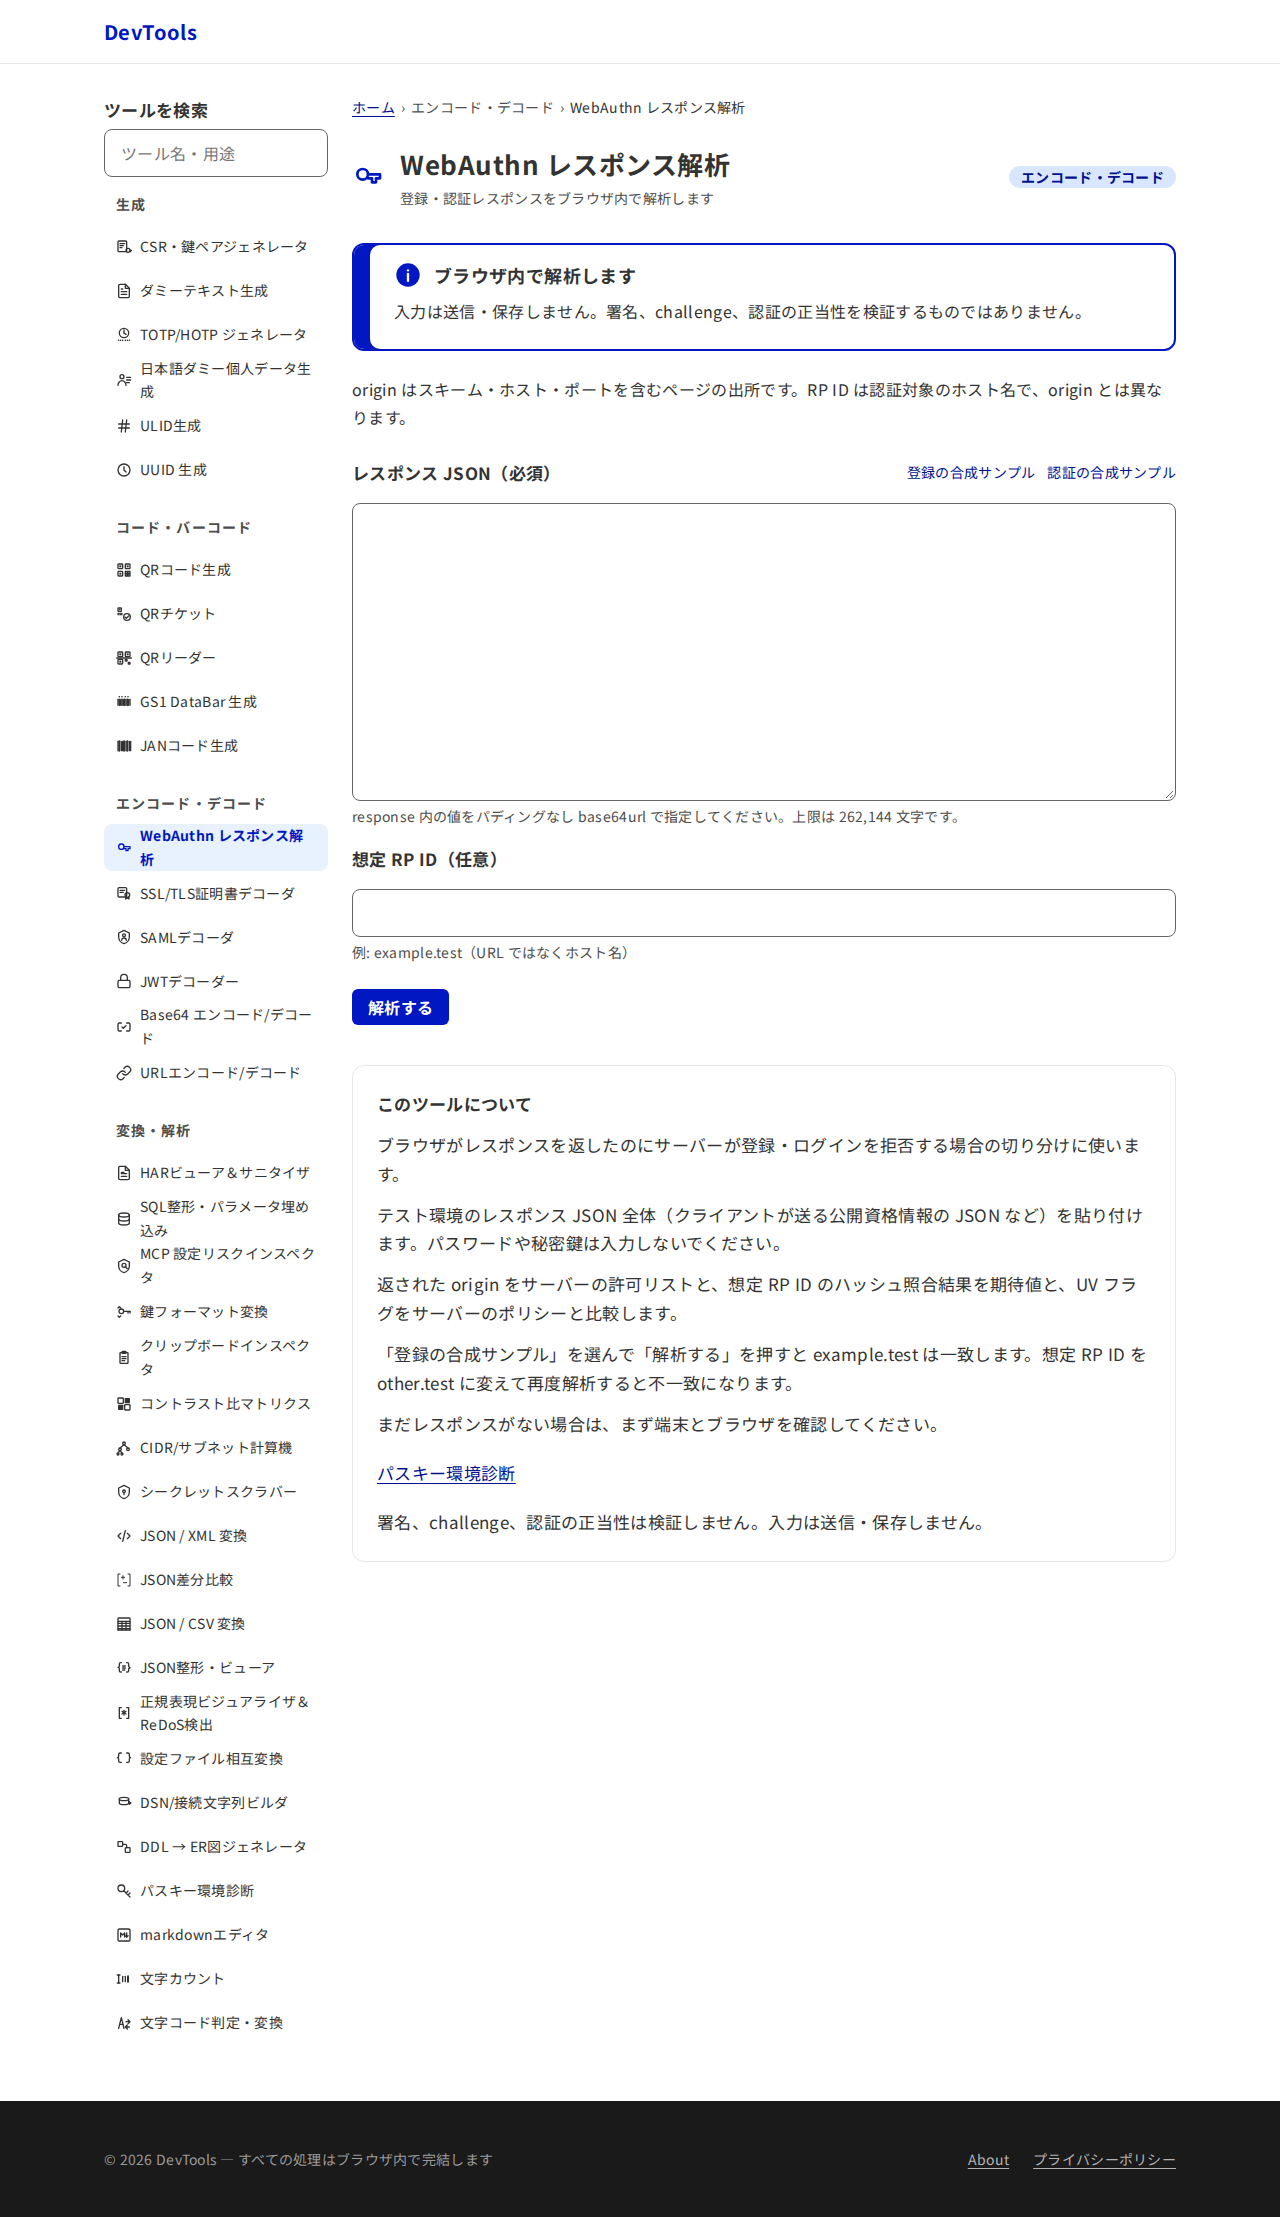 DevTools
ツールを検索
ツール名・用途
生成
CSR・鍵ペアジェネレータ
ダミーテキスト生成
TOTP/HOTP ジェネレータ
日本語ダミー個人データ生
成
ULID生成
UUID 生成
コード・バーコード
QRコード生成
QRチケット
QRリーダー
GS1 DataBar 生成
JANコード生成
エンコード・デコード
WebAuthn レスポンス解
析
SSL/TLS証明書デコーダ
SAMLデコーダ
JWTデコーダー
Base64 エンコード/デコー
ド
URLエンコード/デコード
変換・解析
HARビューア＆サニタイザ
SQL整形・パラメータ埋め
込み
MCP 設定リスクインスペク
タ
鍵フォーマット変換
クリップボードインスペク
タ
コントラスト比マトリクス
CIDR/サブネット計算機
シークレットスクラバー
JSON / XML 変換
JSON差分比較
JSON / CSV 変換
JSON整形・ビューア
正規表現ビジュアライザ＆
ReDoS検出
設定ファイル相互変換
DSN/接続文字列ビルダ
DDL → ER図ジェネレータ
パスキー環境診断
markdownエディタ
文字カウント
文字コード判定・変換
ホーム › エンコード・デコード › WebAuthn レスポンス解析
WebAuthn レスポンス解析
登録・認証レスポンスをブラウザ内で解析します
エンコード・デコード
ブラウザ内で解析します
入力は送信・保存しません。署名、challenge、認証の正当性を検証するものではありません。
origin はスキーム・ホスト・ポートを含むページの出所です。RP ID は認証対象のホスト名で、origin とは異な
ります。
レスポンス JSON（必須）
登録の合成サンプル 認証の合成サンプル
response 内の値をパディングなし base64url で指定してください。上限は 262,144 文字です。
想定 RP ID（任意）
例: example.test（URL ではなくホスト名）
解析する
このツールについて
ブラウザがレスポンスを返したのにサーバーが登録・ログインを拒否する場合の切り分けに使いま
す。
テスト環境のレスポンス JSON 全体（クライアントが送る公開資格情報の JSON など）を貼り付け
ます。パスワードや秘密鍵は入力しないでください。
返された origin をサーバーの許可リストと、想定 RP ID のハッシュ照合結果を期待値と、UV フラ
グをサーバーのポリシーと比較します。
「登録の合成サンプル」を選んで「解析する」を押すと example.test は一致します。想定 RP ID を
other.test に変えて再度解析すると不一致になります。
まだレスポンスがない場合は、まず端末とブラウザを確認してください。
パスキー環境診断
署名、challenge、認証の正当性は検証しません。入力は送信・保存しません。
© 2026 DevTools — すべての処理はブラウザ内で完結します
About プライバシーポリシー